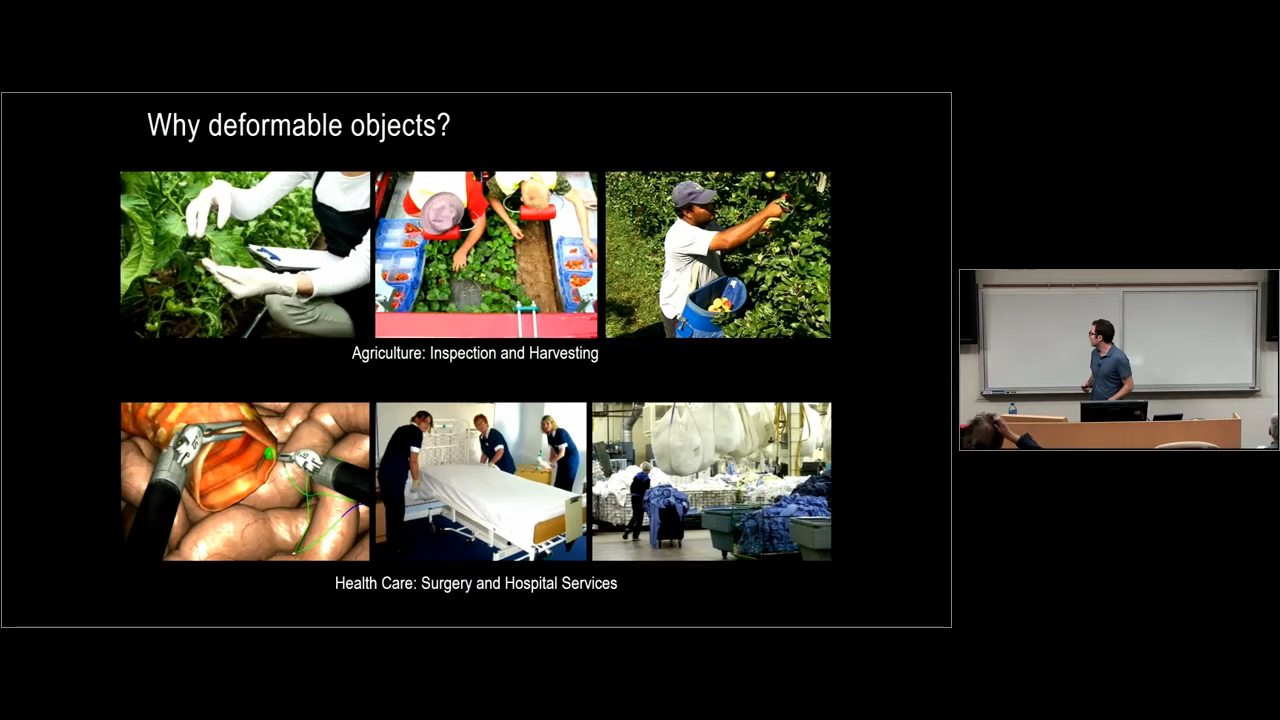 Why deformable objects?
Agriculture: Inspection and Harvesting
Health Care: Surgery and Hospital Services